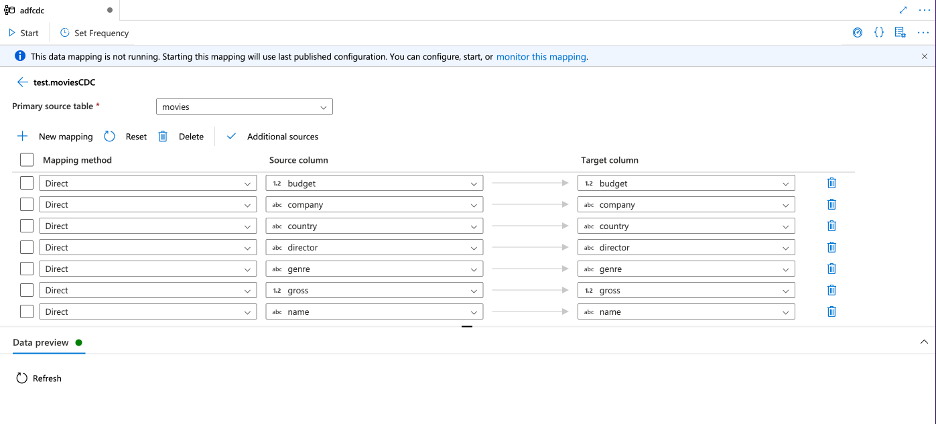 adfcdc
Start Set Frequency
This data mapping is not running. Starting this mapping will use last published configuration. You can configure, start, or monitor this mapping.
test.moviesCDC
Primary source table * movies
New mapping Reset Delete Additional sources
Mapping method Source column Target column
Direct 1.2 budget 1.2 budget
Direct abc company abc company
Direct abc country abc country
Direct abc director abc director
Direct abc genre abc genre
Direct 1.2 gross 1.2 gross
Direct abc name abc name
Data preview
Refresh